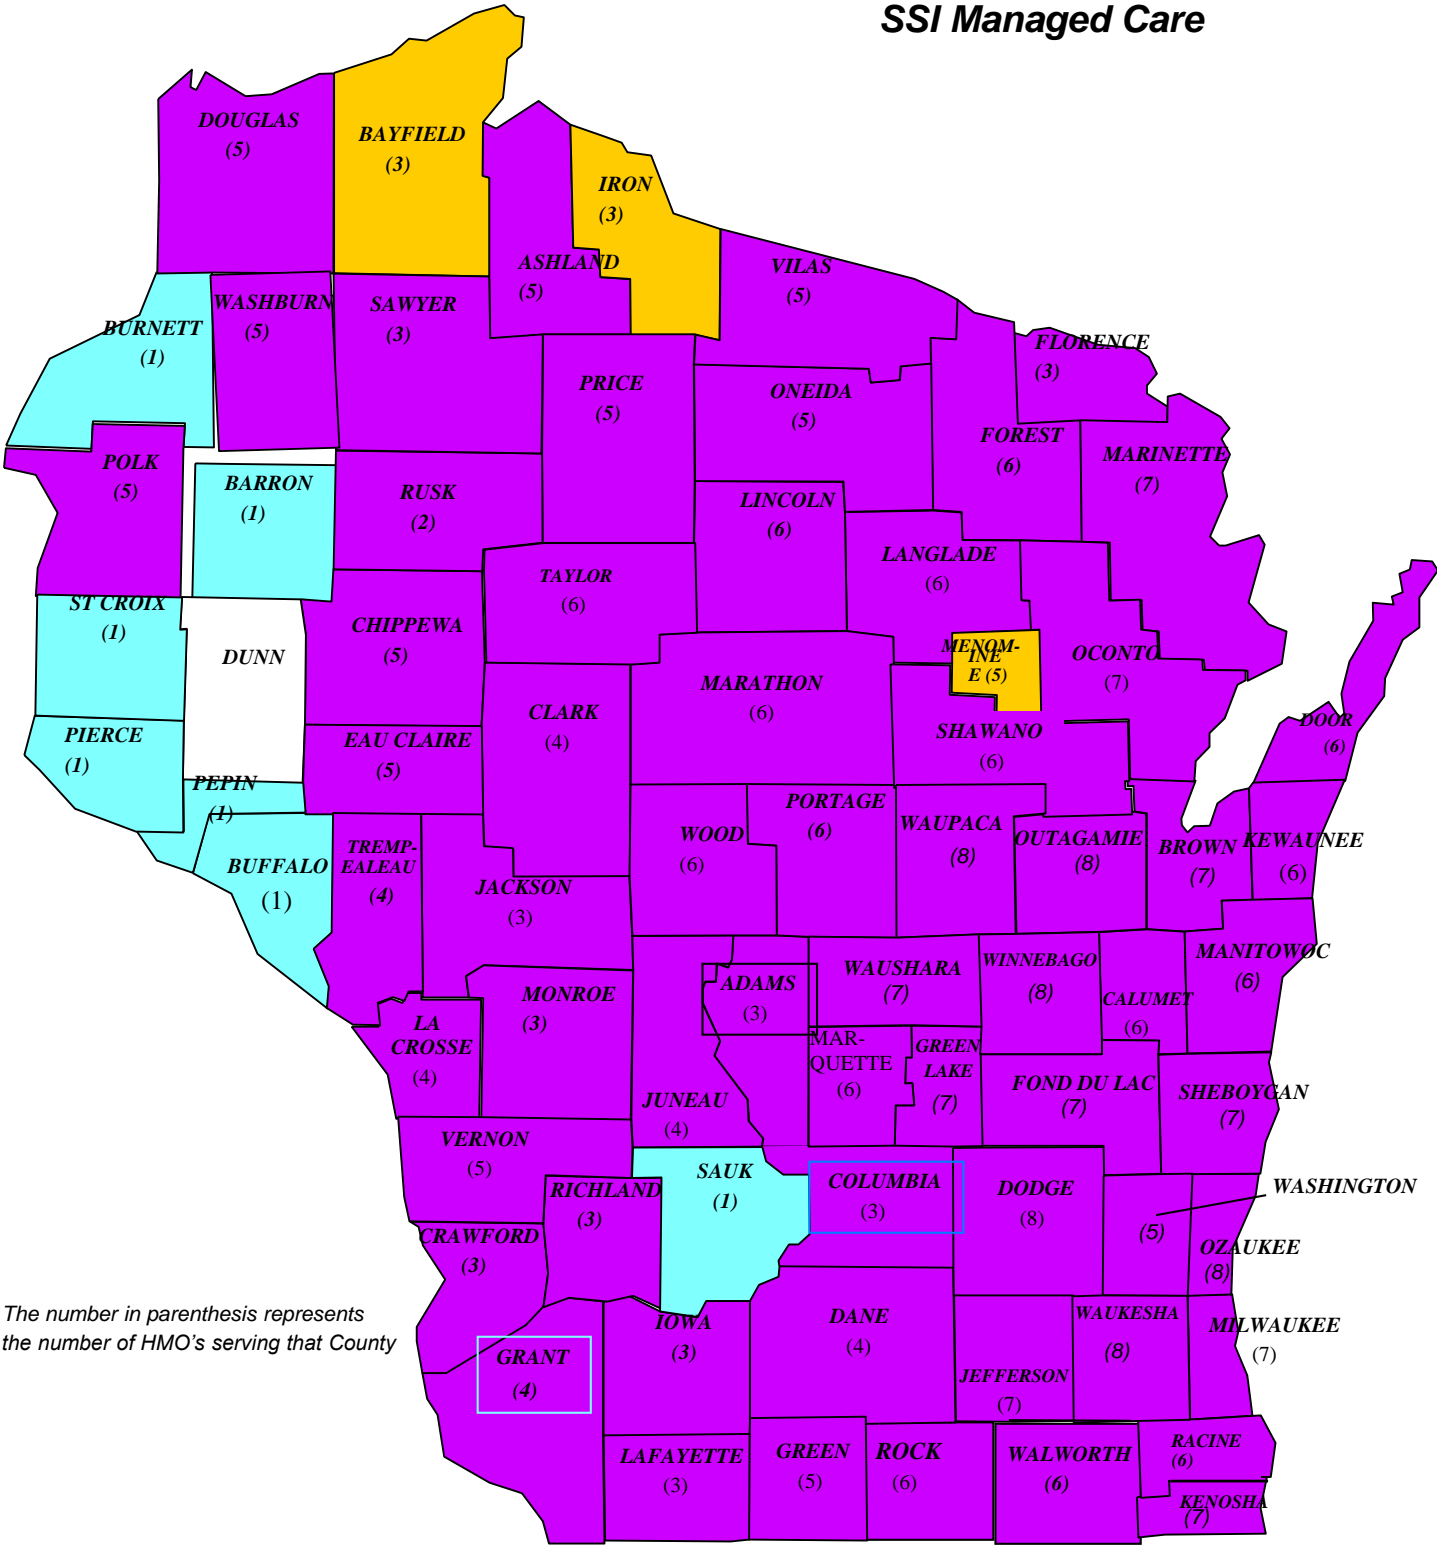 SSI Managed Care
DOUGLAS
(5)
BAYFIELD
(3)
IRON
(3)
ASHLAND
(5)
VILAS
(5)
BURNETT
(1)
WASHBURN
(5)
SAWYER
(3)
FLORENCE
(3)
PRICE
(5)
ONEIDA
(5)
FOREST
(6)
MARINETTE
(7)
POLK
(5)
BARRON
(1)
RUSK
(2)
LINCOLN
(6)
LANGLADE
(6)
TAYLOR
(6)
ST CROIX
(1)
CHIPPEWA
(5)
DUNN
MENOM-
INE
E (5)
OCONTO
(7)
MARATHON
(6)
CLARK
(4)
SHAWANO
(6)
DOOR
(6)
PIERCE
(1)
EAU CLAIRE
(5)
PEPIN
(1)
PORTAGE
(6)
WOOD
(6)
WAUPACA
(8)
OUTAGAMIE
(8)
BROWN
(7)
KEWAUNEE
(6)
BUFFALO
(1)
TREMP-
EALEAU
(4)
JACKSON
(3)
WAUSHARA
(7)
WINNEBAGO
(8)
MANITOWOC
(6)
ADAMS
(3)
CALUMET
(6)
MONROE
(3)
LA
CROSSE
(4)
MAR-
QUETTE
(6)
GREEN
LAKE
(7)
FOND DU LAC
(7)
SHEBOYGAN
(7)
JUNEAU
(4)
VERNON
(5)
SAUK
(1)
COLUMBIA
(3)
DODGE
(8)
WASHINGTON
(5)
RICHLAND
(3)
CRAWFORD
(3)
OZAUKEE
(8)
The number in parenthesis represents
the number of HMO's serving that County
IOWA
(3)
DANE
(4)
WAUKESHA
(8)
MILWAUKEE
(7)
GRANT
(4)
JEFFERSON
(7)
LAFAYETTE
(3)
GREEN
(5)
ROCK
(6)
WALWORTH
(6)
RACINE
(6)
KENOSHA
(7)